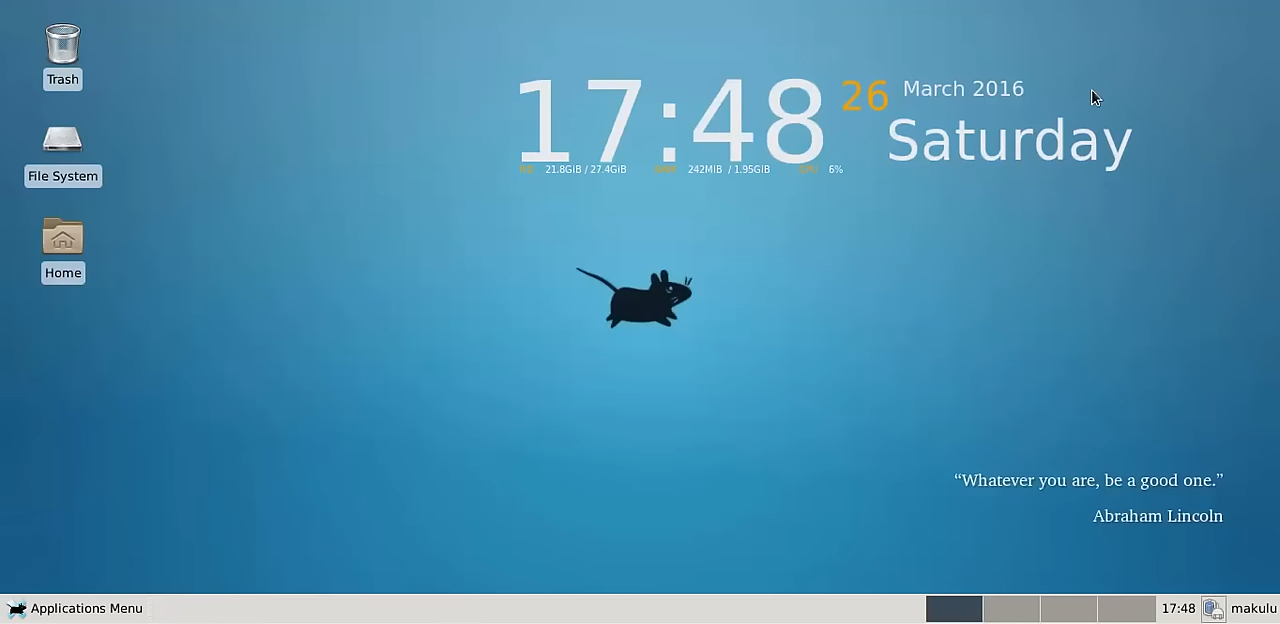 Trash
File System
Home
17:48
26
March 2016
Saturday
21.8GIB / 27.4GIB
242MIB / 1.95GIB
CPU 6%
“Whatever you are, be a good one.”
Abraham Lincoln
Applications Menu
17:48
makulu